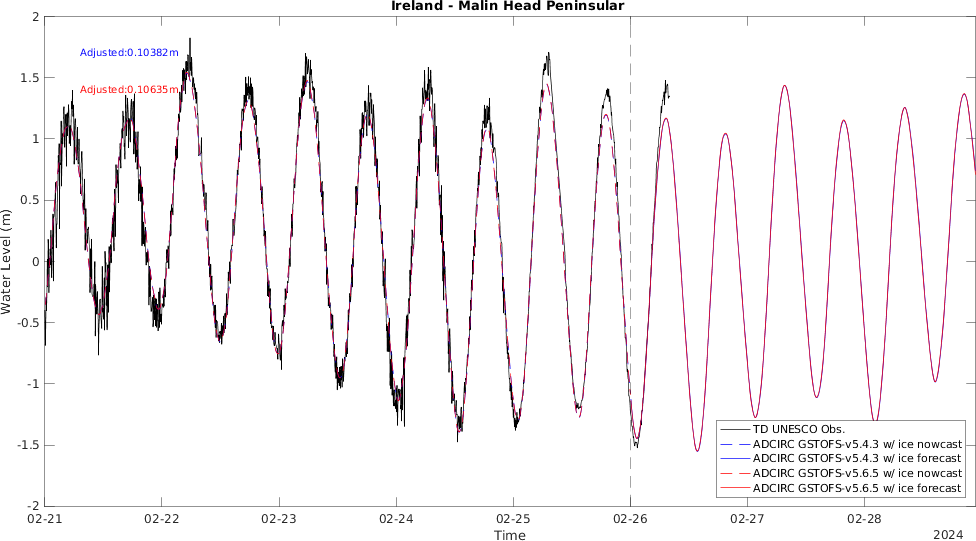 Ireland - Malin Head Peninsular
2
1.5
1
0.5
0
-0.5
-1
-1.5
-2
Water Level (m)
Adjusted:0.10382m
Adjusted:0.10635m
TD UNESCO Obs.
ADCIRC GSTOFS-v5.4.3 w/ ice nowcast
ADCIRC GSTOFS-v5.4.3 w/ ice forecast
ADCIRC GSTOFS-v5.6.5 w/ ice nowcast
ADCIRC GSTOFS-v5.6.5 w/ ice forecast
02-21 02-22 02-23 02-24 02-25 02-26 02-27 02-28
Time
2024